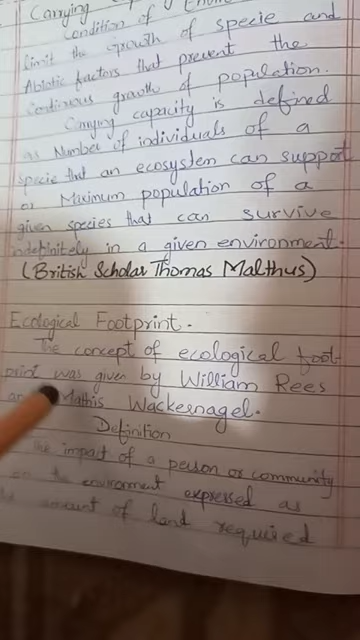 Carrying
Condition of
limit the growth of specie and
Abiotic factors that prevent the
Continous growth of population.
Carrying capacity is defined
as Number of individuals of a
specie that an ecosystem can support
or Maximum population of a
given species that can survive
indefinitely in a given environment.
(British Scholar Thomas Malthus)
Ecological Footprint.
The concept of ecological foot
print was given by William Rees
Mathis Wackernagel.
Definition
The impact of a person or community
on the environment expressed as
the amount of land required